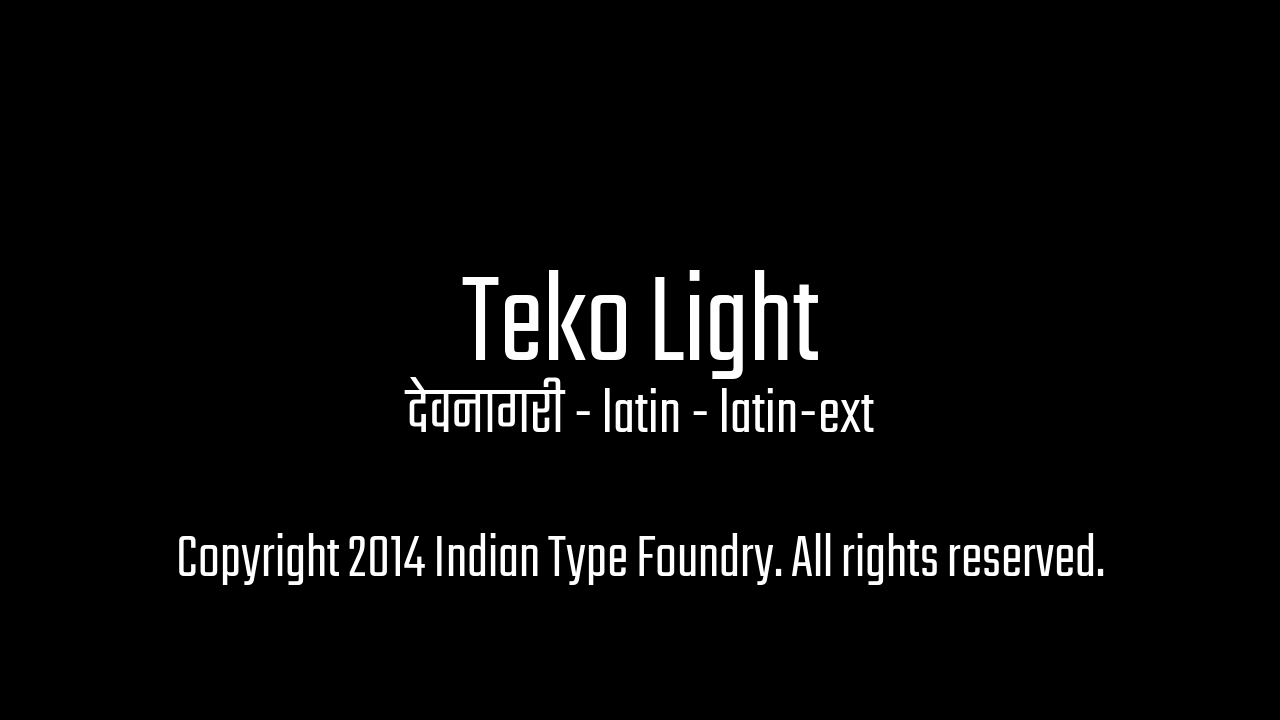 Teko Light
देवनागरी - latin - latin-ext
Copyright 2014 Indian Type Foundry. All rights reserved.